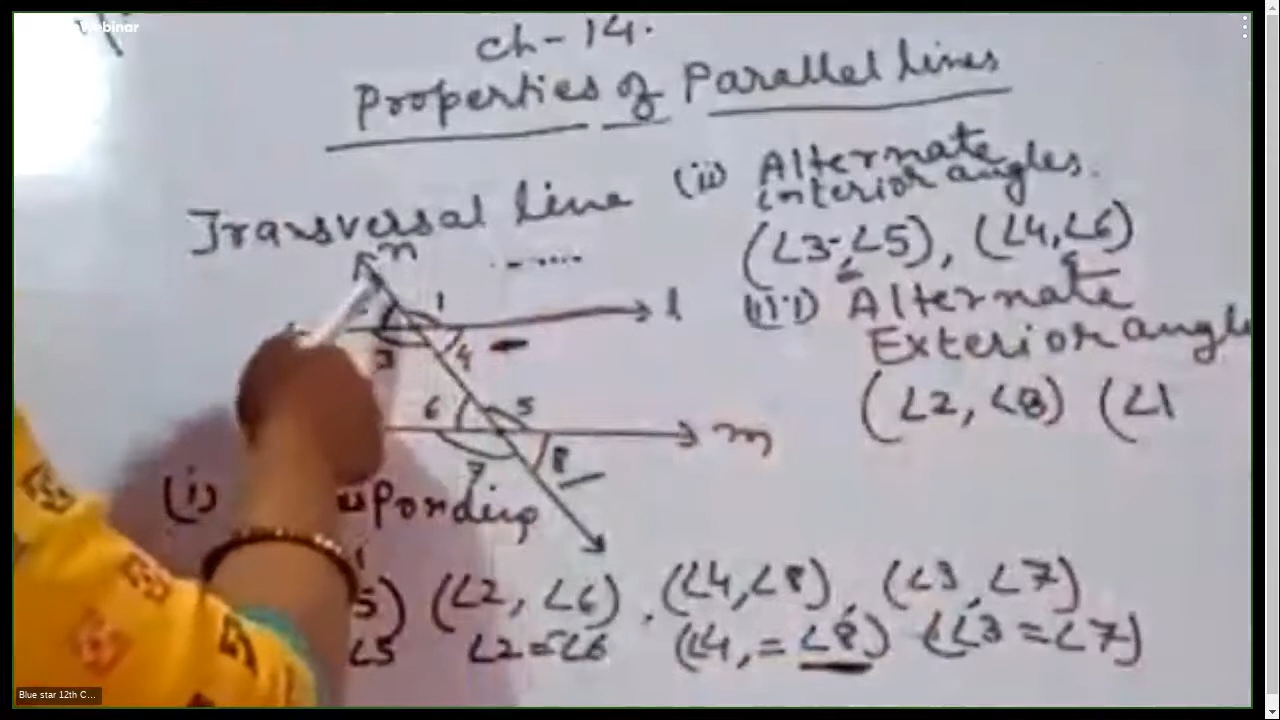 Webinar
Ch-14.
Properties of Parallel lines
Transversal line
(ii) Alternate
interior angles.
(∠3,∠5), (∠4,∠6)
(iii) Alternate
Exterior angle
(∠2, ∠8) (∠1
n
1
l
3
4
6
5
m
7
8
(i)
5) (∠2, ∠6), (∠4,∠8), (∠3,∠7)
∠5 ∠2=∠6 (∠4,=∠8) (∠3=∠7)
Blue star 12th C...